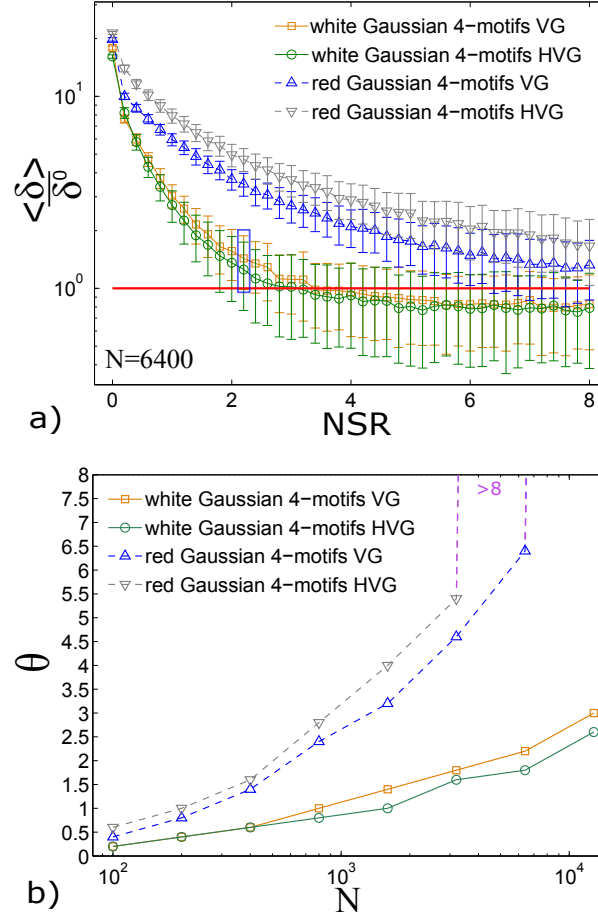 white Gaussian 4−motifs VG
white Gaussian 4−motifs HVG
red Gaussian 4−motifs VG
red Gaussian 4−motifs HVG
10¹
10⁰
<δ>
δ⁰
N=6400
0 2 4 6 8
a) NSR
8
7.5
7
6.5
6
5.5
5
4.5
4
3.5
3
2.5
2
1.5
1
0.5
0
>8
white Gaussian 4−motifs VG
white Gaussian 4−motifs HVG
red Gaussian 4−motifs VG
red Gaussian 4−motifs HVG
θ
10² 10³ 10⁴
b) N